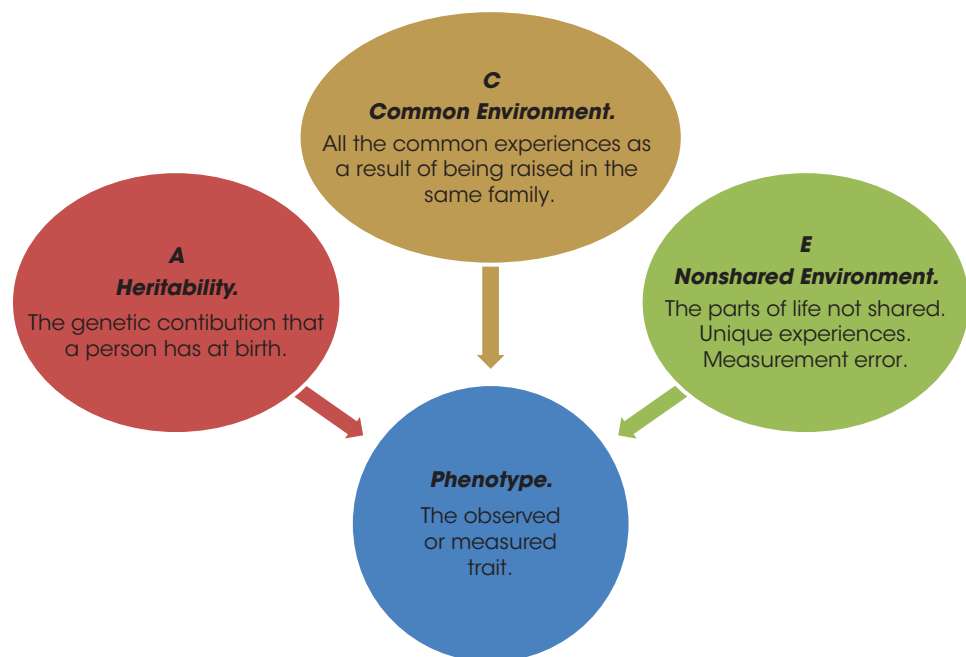 C
Common Environment.
All the common experiences as
a result of being raised in the
same family.
A
Heritability.
The genetic contibution that
a person has at birth.
E
Nonshared Environment.
The parts of life not shared.
Unique experiences.
Measurement error.
Phenotype.
The observed
or measured
trait.